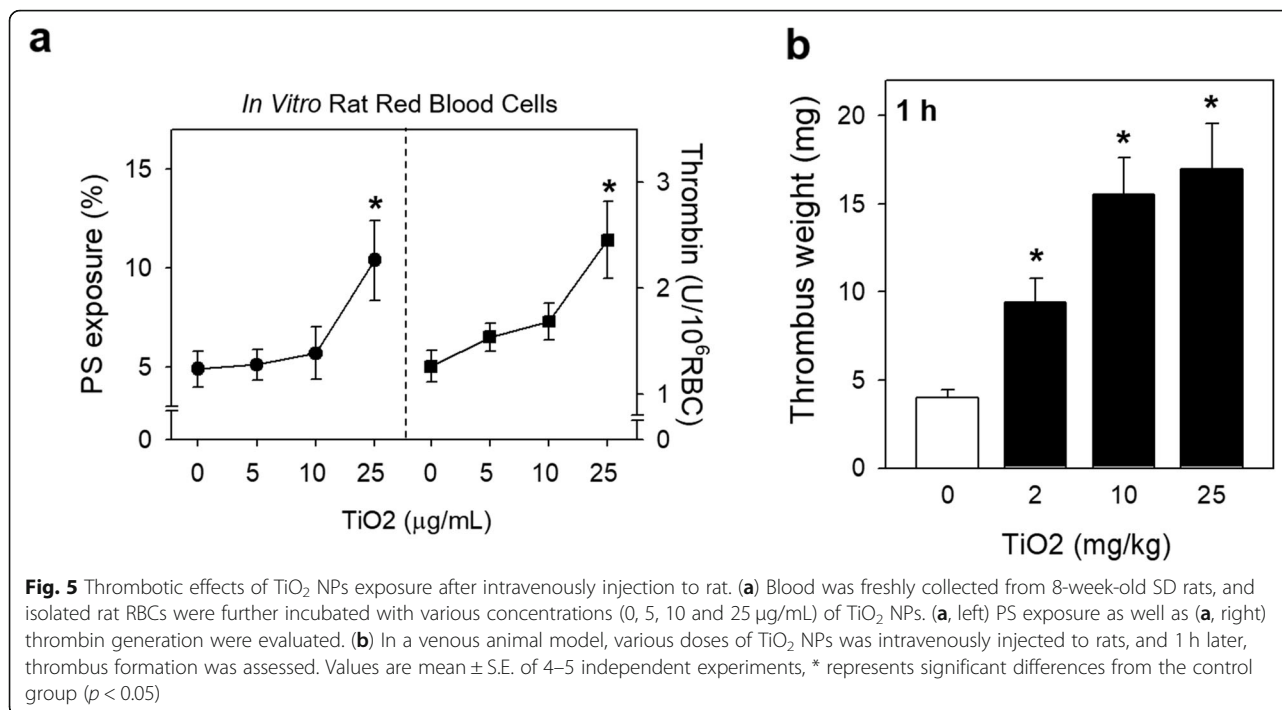 a
In Vitro Rat Red Blood Cells
PS exposure (%)
15
10
5
0
*
*
3
2
1
0
Thrombin (U/10⁶RBC)
0 5 10 25 0 5 10 25
TiO2 (μg/mL)
b
1 h
Thrombus weight (mg)
20
15
10
5
0
*
*
*
0 2 10 25
TiO2 (mg/kg)
Fig. 5 Thrombotic effects of TiO₂ NPs exposure after intravenously injection to rat. (a) Blood was freshly collected from 8-week-old SD rats, and
isolated rat RBCs were further incubated with various concentrations (0, 5, 10 and 25 μg/mL) of TiO₂ NPs. (a, left) PS exposure as well as (a, right)
thrombin generation were evaluated. (b) In a venous animal model, various doses of TiO₂ NPs was intravenously injected to rats, and 1 h later,
thrombus formation was assessed. Values are mean ± S.E. of 4–5 independent experiments, * represents significant differences from the control
group (p < 0.05)